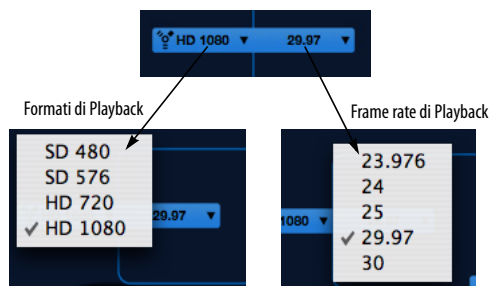 HD 1080 ▼ 29.97 ▼
Formati di Playback
Frame rate di Playback
SD 480
SD 576
HD 720
✓ HD 1080
29.97 ▼
23.976
24
25
✓ 29.97
30
1080 ▼